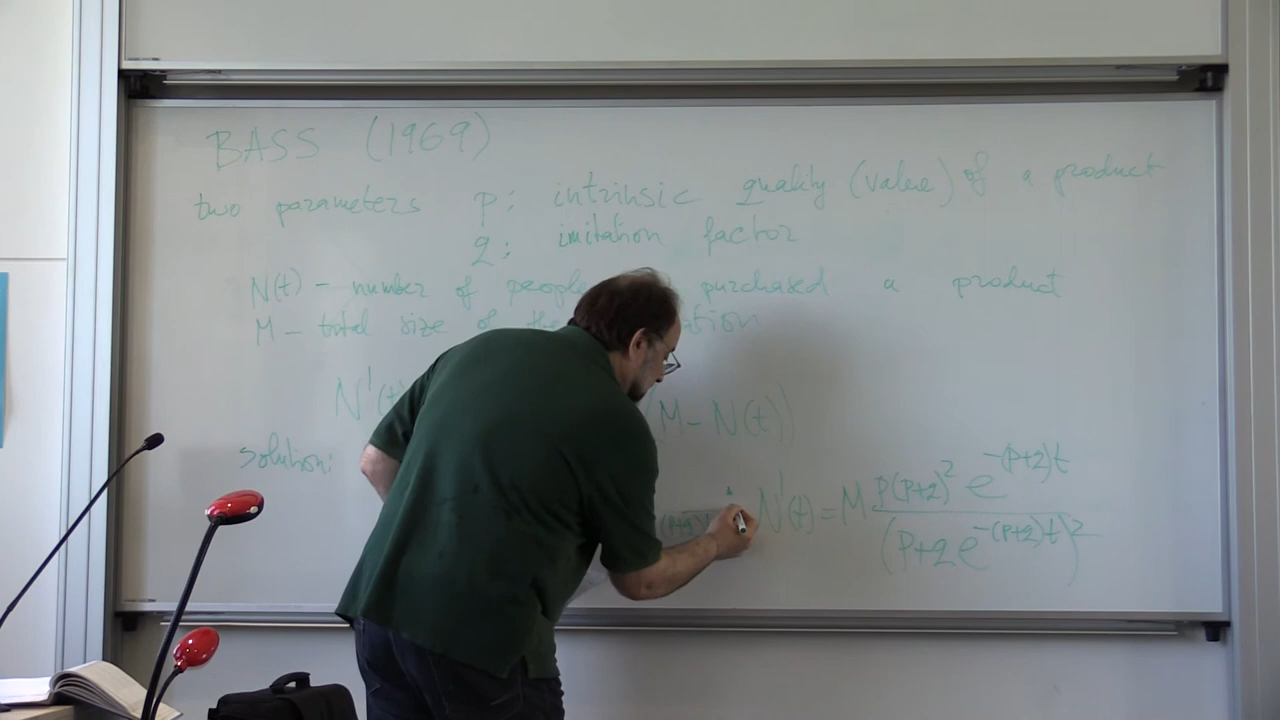 BASS (1969)
two parameters p: intrinsic quality (value) of a product
q: imitation factor
N(t) – number of people purchased a product
M – total size of the
N'(t (M – N(t))
solution:
N'(t) = M p(p+q)² e^-(p+q)t / (p+q e^-(p+q)t)²